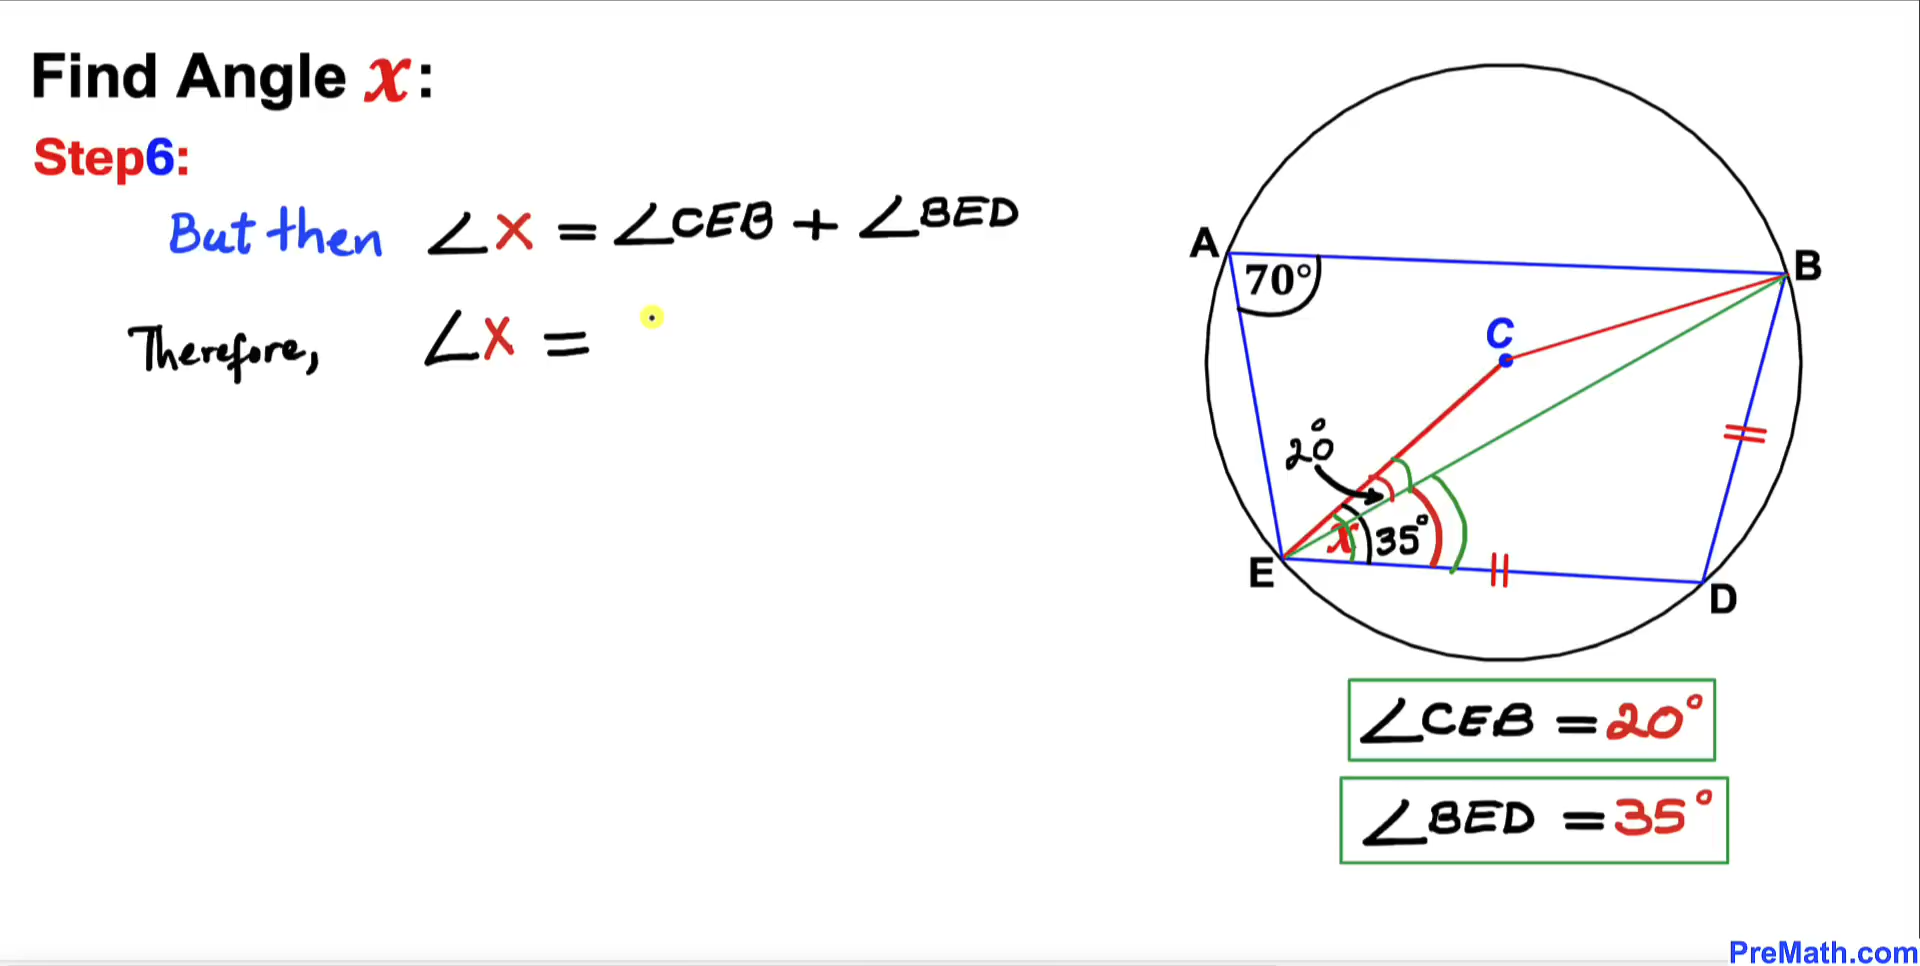 Find Angle x:
Step6:
But then ∠X = ∠CEB + ∠BED
Therefore, ∠X =
A
70°
B
C
20°
x
35°
E
D
∠CEB = 20°
∠BED = 35°
PreMath.com